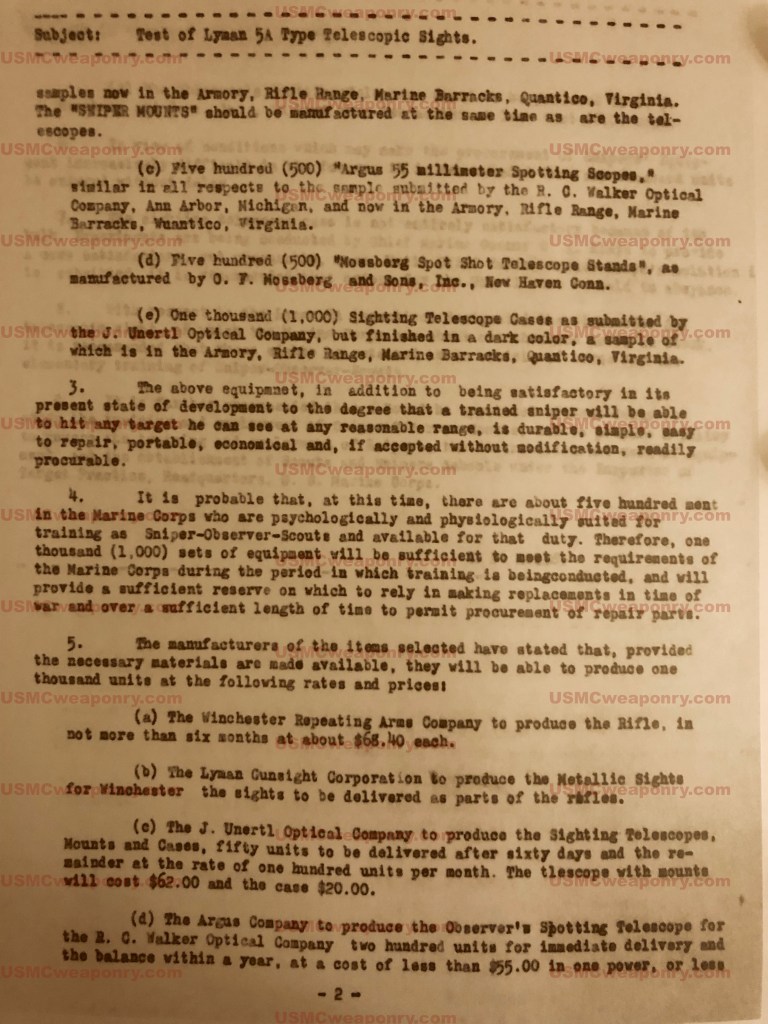 Subject: Test of Lyman 5A Type Telescopic Sights.
samples now in the Armory, Rifle Range, Marine Barracks, Quantico, Virginia.
The "SNIPER MOUNTS" should be manufactured at the same time as are the tel-
escopes.
(c) Five hundred (500) "Argus 55 millimeter Spotting Scopes,"
similar in all respects to the sample submitted by the R. C. Walker Optical
Company, Ann Arbor, Michigan, and now in the Armory, Rifle Range, Marine
Barracks, Wuantico, Virginia.
(d) Five hundred (500) "Mossberg Spot Shot Telescope Stands", as
manufactured by O. F. Mossberg and Sons, Inc., New Haven Conn.
(e) One thousand (1,000) Sighting Telescope Cases as submitted by
the J. Unertl Optical Company, but finished in a dark color, a sample of
which is in the Armory, Rifle Range, Marine Barracks, Quantico, Virginia.
3. The above equipmnet, in addition to being satisfactory in its
present state of development to the degree that a trained sniper will be able
to hit any target he can see at any reasonable range, is durable, simple, easy
to repair, portable, economical and, if accepted without modification, readily
procurable.
4. It is probable that, at this time, there are about five hundred ment
in the Marine Corps who are psychologically and physiologically suited for
training as Sniper-Observer-Scouts and available for that duty. Therefore, one
thousand (1,000) sets of equipment will be sufficient to meet the requirements of
the Marine Corps during the period in which training is beingconducted, and will
provide a sufficient reserve on which to rely in making replacements in time of
war and over a sufficient length of time to permit procurement of repair parts.
5. The manufacturers of the items selected have stated that, provided
the necessary materials are made available, they will be able to produce one
thousand units at the following rates and prices:
(a) The Winchester Repeating Arms Company to produce the Rifle, in
not more than six months at about $68.40 each.
(b) The Lyman Gunsight Corporation to produce the Metallic Sights
for Winchester the sights to be delivered as parts of the rifles.
(c) The J. Unertl Optical Company to produce the Sighting Telescopes,
Mounts and Cases, fifty units to be delivered after sixty days and the re-
mainder at the rate of one hundred units per month. The tlescope with mounts
will cost $62.00 and the case $20.00.
(d) The Argus Company to produce the Observer's Spotting Telescope for
the R. C. Walker Optical Company two hundred units for immediate delivery and
the balance within a year, at a cost of less than $55.00 in one power, or less
- 2 -
USMCweaponry.com